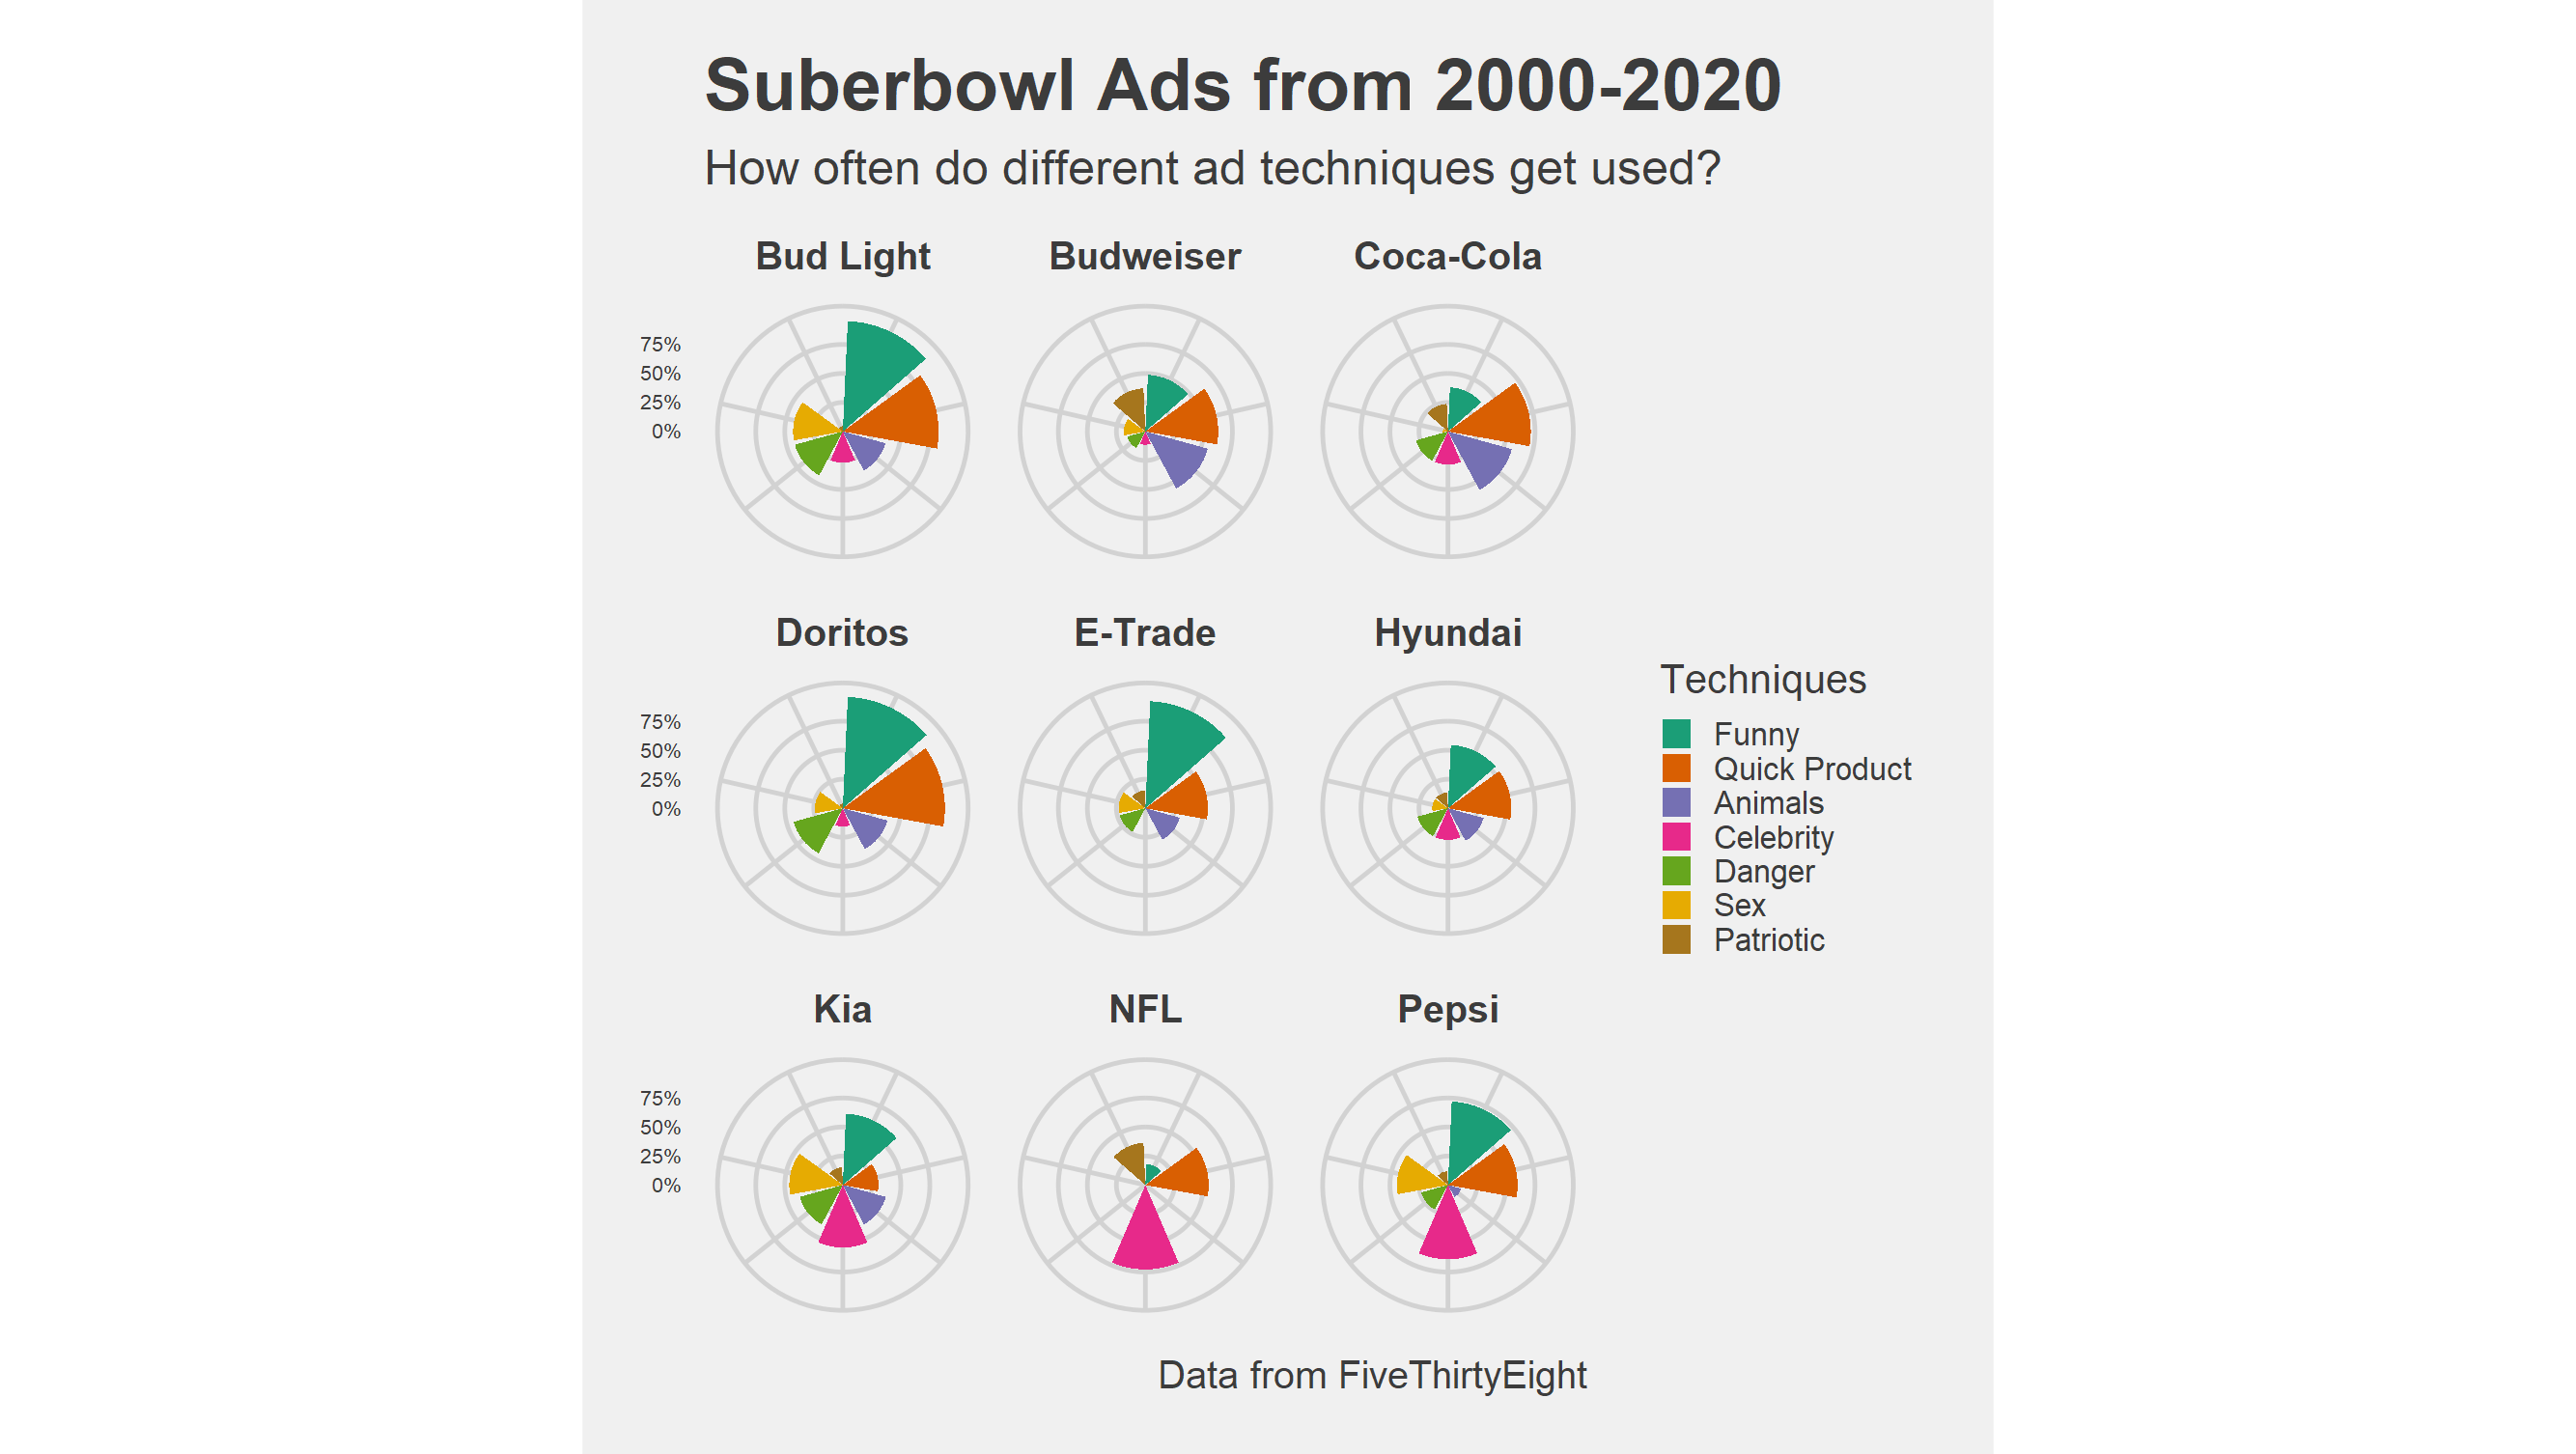 Suberbowl Ads from 2000-2020
How often do different ad techniques get used?
Bud Light
Budweiser
Coca-Cola
75%
50%
25%
0%
Doritos
E-Trade
Hyundai
75%
50%
25%
0%
Techniques
Funny
Quick Product
Animals
Celebrity
Danger
Sex
Patriotic
Kia
NFL
Pepsi
75%
50%
25%
0%
Data from FiveThirtyEight